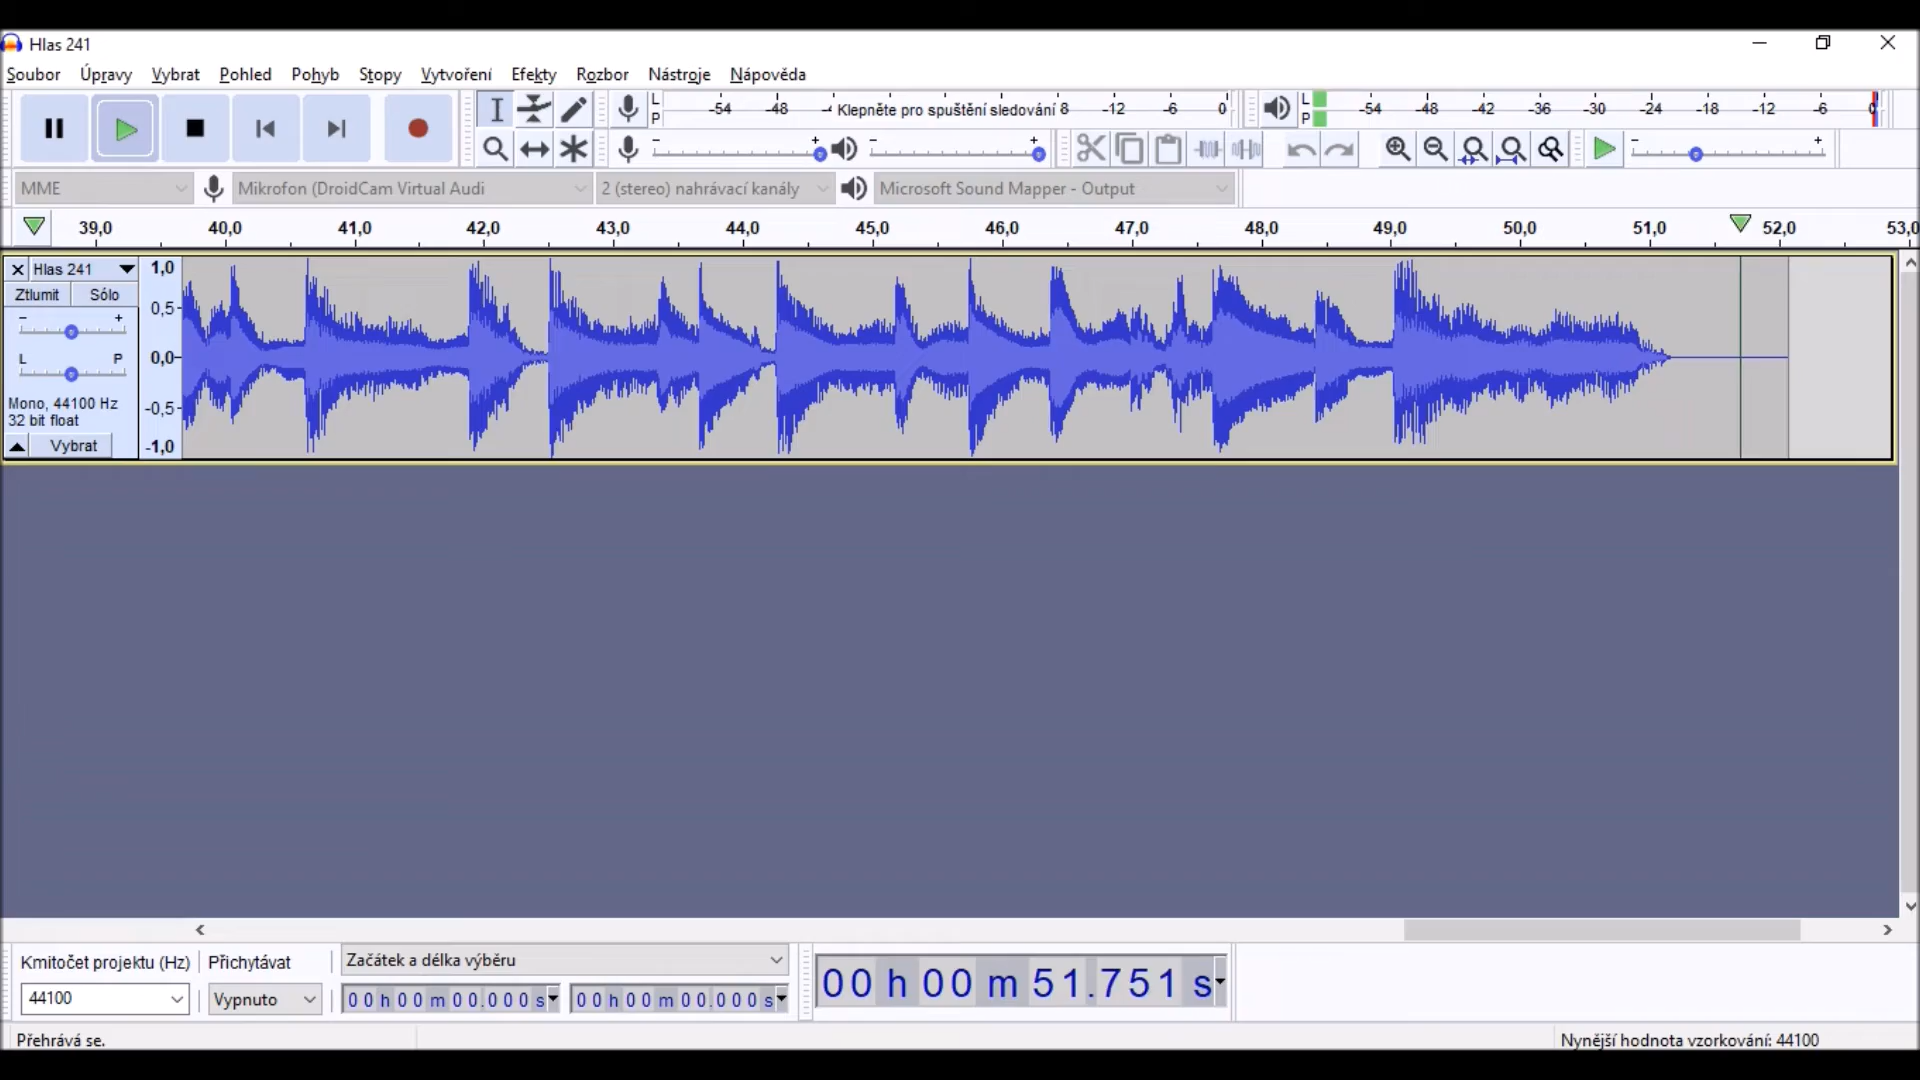 Hlas 241
Soubor Úpravy Vybrat Pohled Pohyb Stopy Vytvoření Efekty Rozbor Nástroje Nápověda
L P -54 -48 -4 Klepněte pro spuštění sledování 8 -12 -6 0 L P -54 -48 -42 -36 -30 -24 -18 -12 -6 0
- + - + - +
MME Mikrofon (DroidCam Virtual Audi 2 (stereo) nahrávací kanály Microsoft Sound Mapper - Output
39,0 40,0 41,0 42,0 43,0 44,0 45,0 46,0 47,0 48,0 49,0 50,0 51,0 52,0 53,0
Hlas 241 1,0
Ztlumit Sólo 0,5
- +
L P 0,0
Mono, 44100 Hz -0,5
32 bit float
Vybrat -1,0
Kmitočet projektu (Hz) Přichytávat Začátek a délka výběru
44100 Vypnuto 00 h 00 m 00.000 s 00 h 00 m 00.000 s 00 h 00 m 51.751 s
Přehrává se. Nynější hodnota vzorkování: 44100